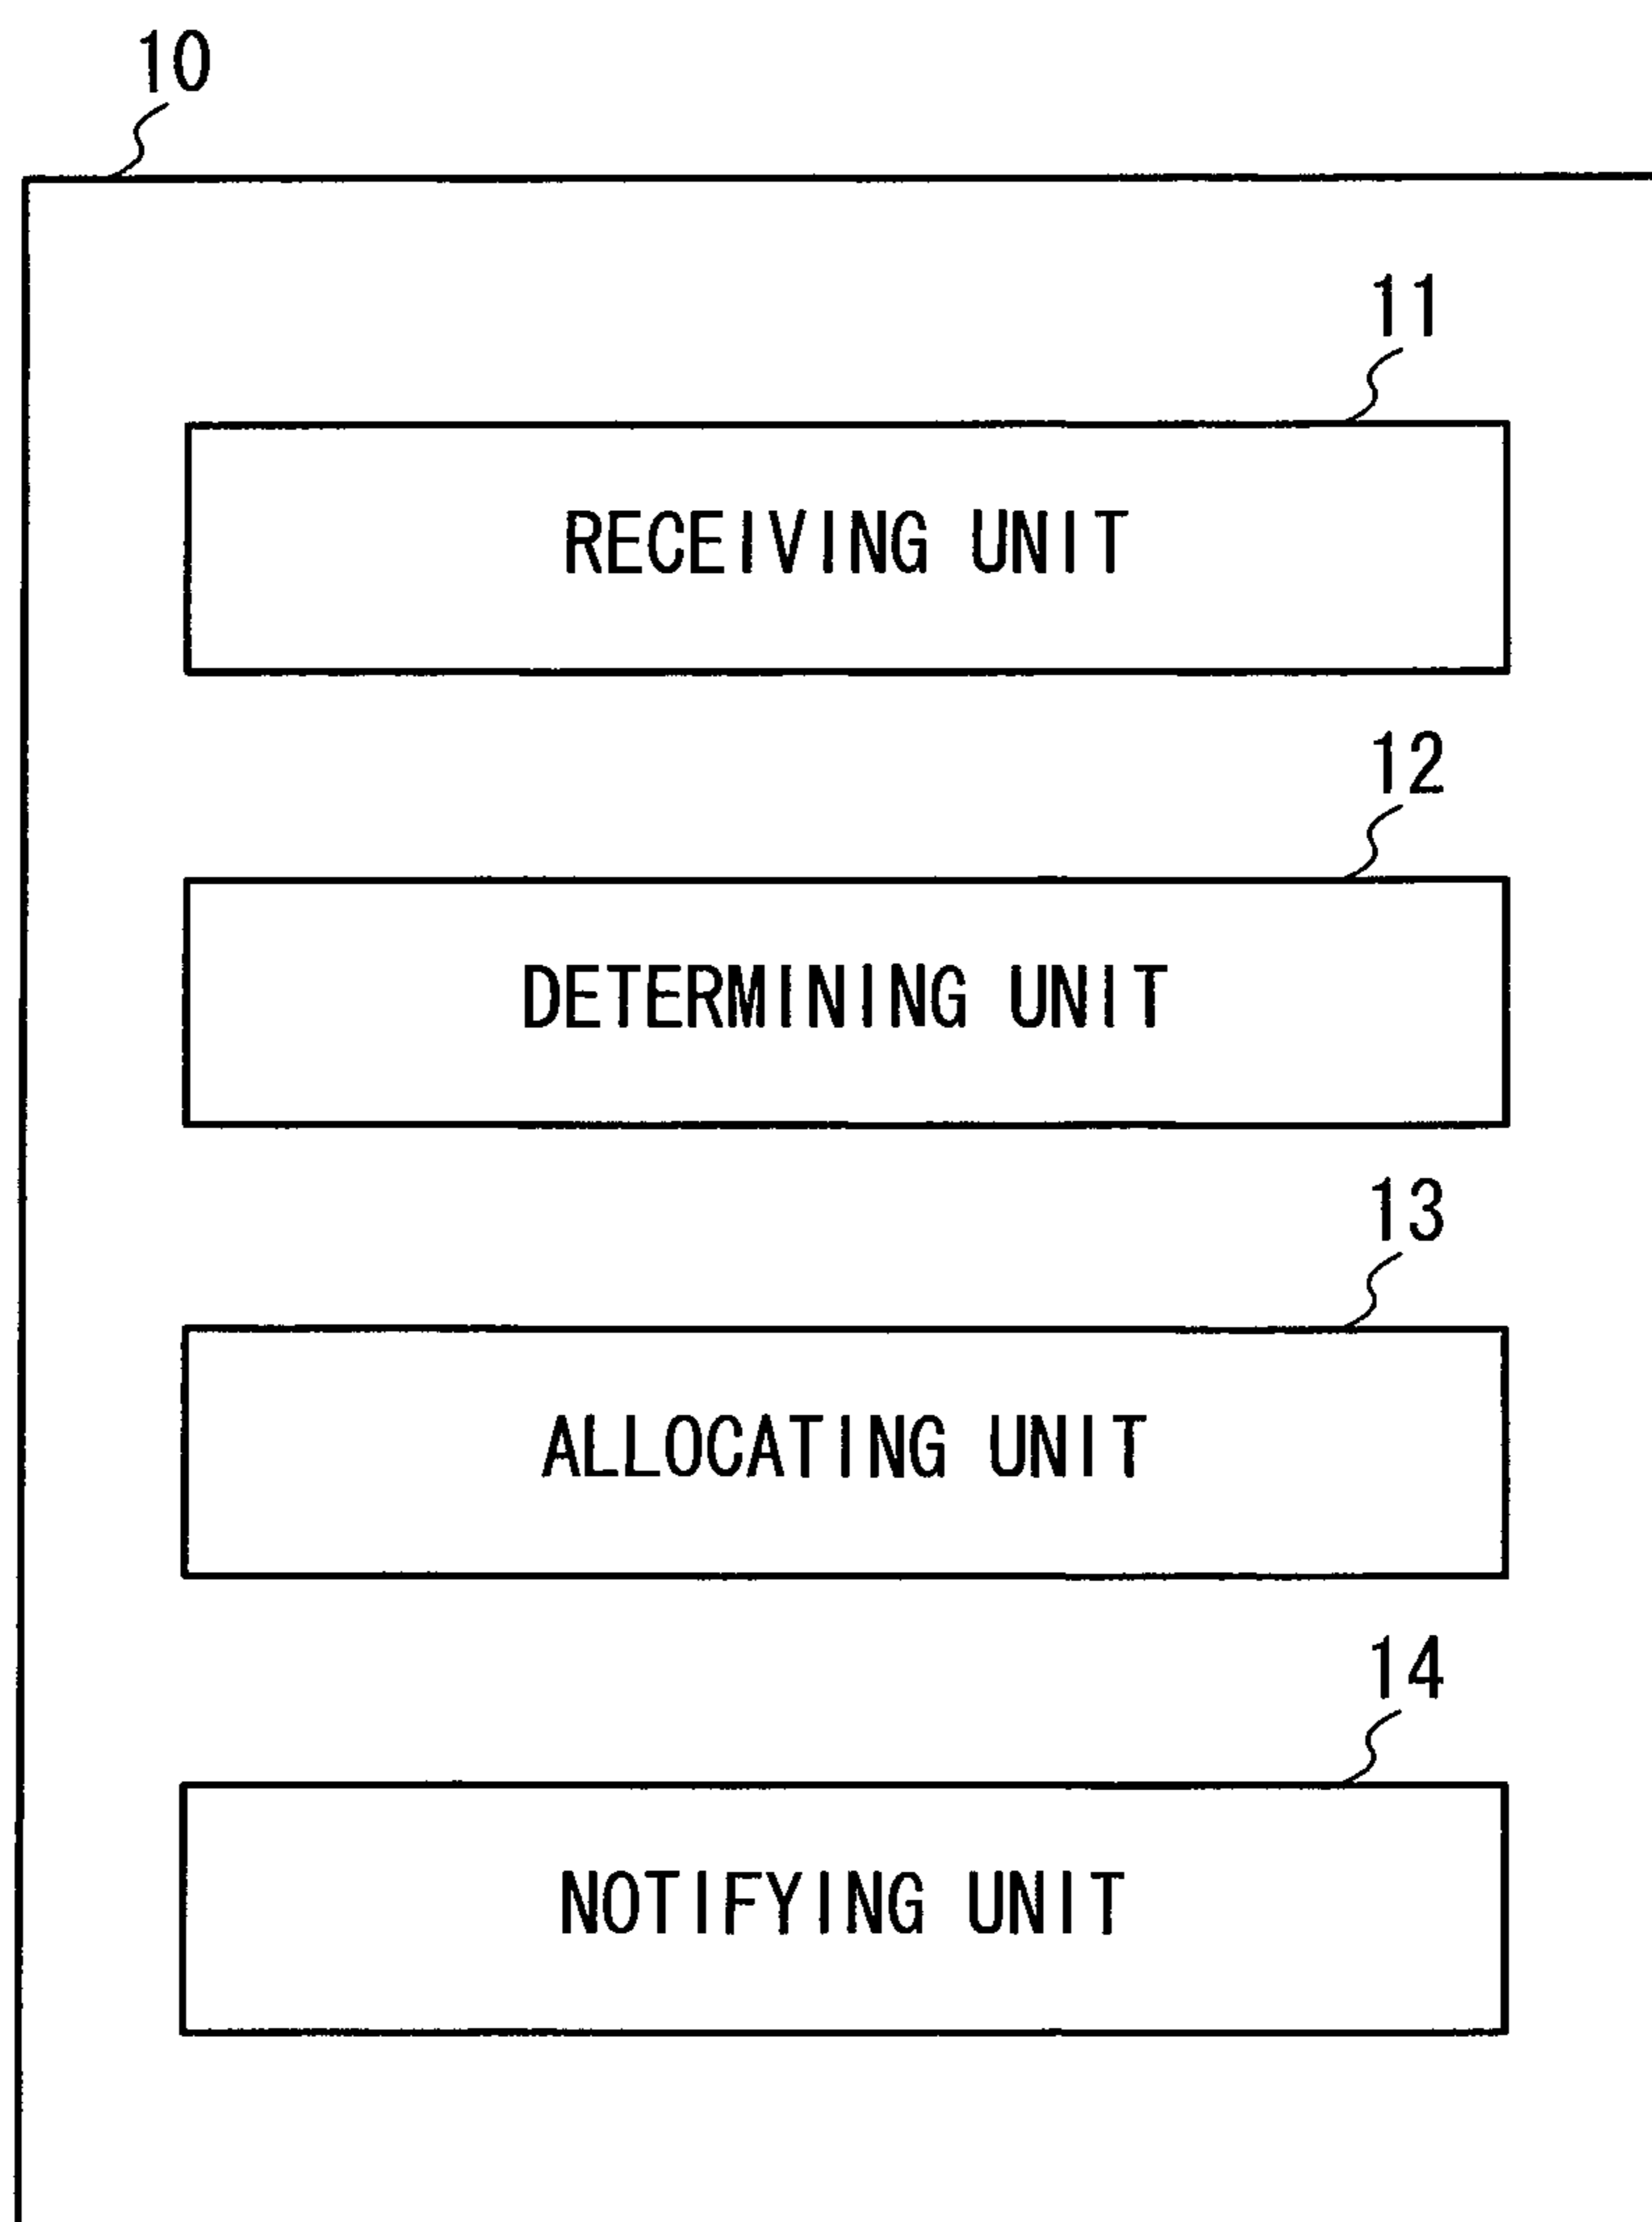 10
11
RECEIVING UNIT
12
DETERMINING UNIT
13
ALLOCATING UNIT
14
NOTIFYING UNIT